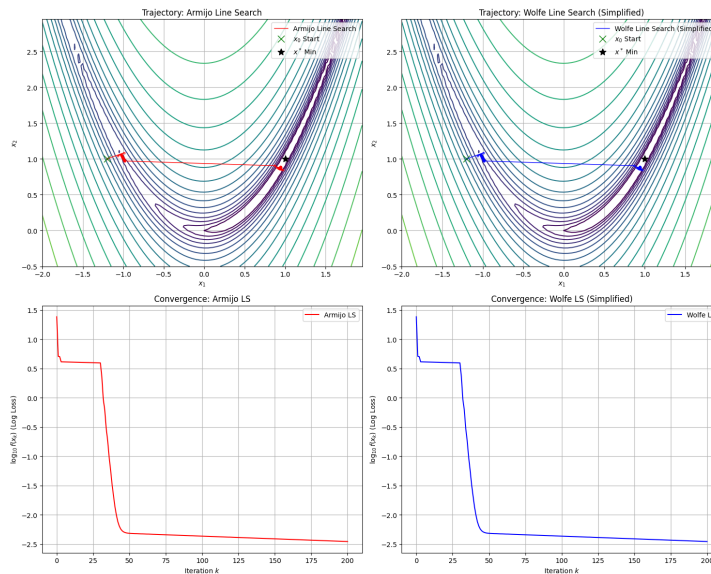 Trajectory: Armijo Line Search
Armijo Line Search
x₀ Start
x* Min
x₂
2.5
2.0
1.5
1.0
0.5
0.0
−0.5
−2.0 −1.5 −1.0 −0.5 0.0 0.5 1.0 1.5
x₁
Trajectory: Wolfe Line Search (Simplified)
Wolfe Line Search (Simplified)
x₀ Start
x* Min
x₂
2.5
2.0
1.5
1.0
0.5
0.0
−0.5
−2.0 −1.5 −1.0 −0.5 0.0 0.5 1.0 1.5
x₁
Convergence: Armijo LS
Armijo LS
log₁₀ f(xₖ) (Log Loss)
1.5
1.0
0.5
0.0
−0.5
−1.0
−1.5
−2.0
−2.5
0 25 50 75 100 125 150 175 200
Iteration k
Convergence: Wolfe LS (Simplified)
Wolfe L
log₁₀ f(xₖ) (Log Loss)
1.5
1.0
0.5
0.0
−0.5
−1.0
−1.5
−2.0
−2.5
0 25 50 75 100 125 150 175 200
Iteration k